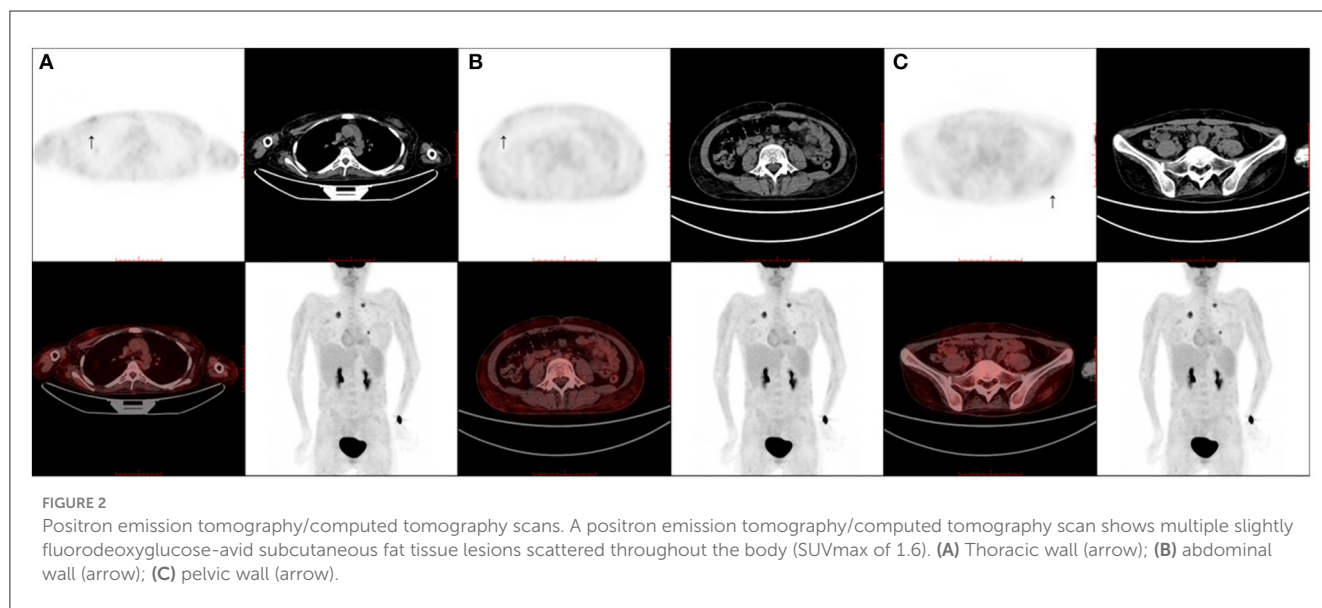 A
B
C
FIGURE 2
Positron emission tomography/computed tomography scans. A positron emission tomography/computed tomography scan shows multiple slightly
fluorodeoxyglucose-avid subcutaneous fat tissue lesions scattered throughout the body (SUVmax of 1.6). (A) Thoracic wall (arrow); (B) abdominal
wall (arrow); (C) pelvic wall (arrow).